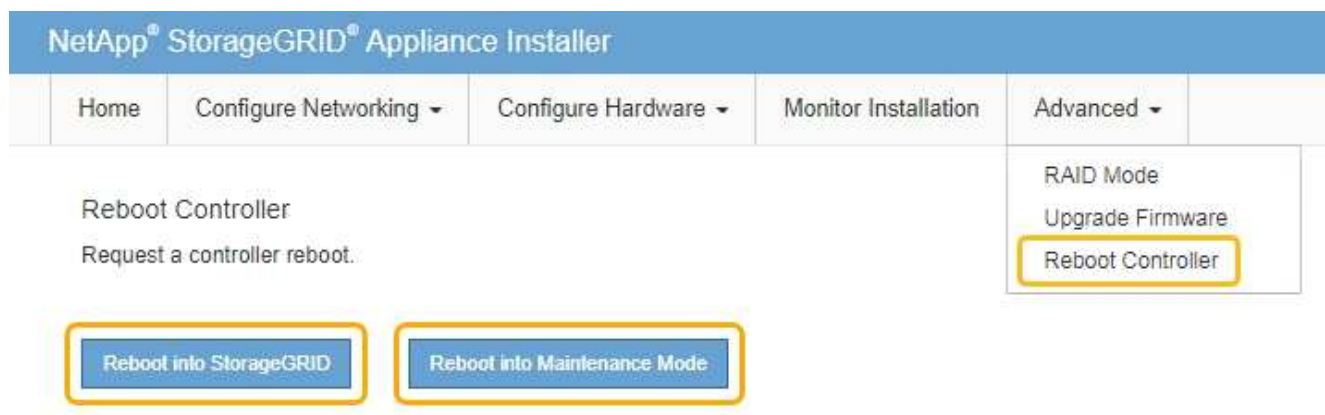 NetApp® StorageGRID® Appliance Installer
Home Configure Networking Configure Hardware Monitor Installation Advanced
RAID Mode
Upgrade Firmware
Reboot Controller
Reboot Controller
Request a controller reboot.
Reboot into StorageGRID Reboot into Maintenance Mode